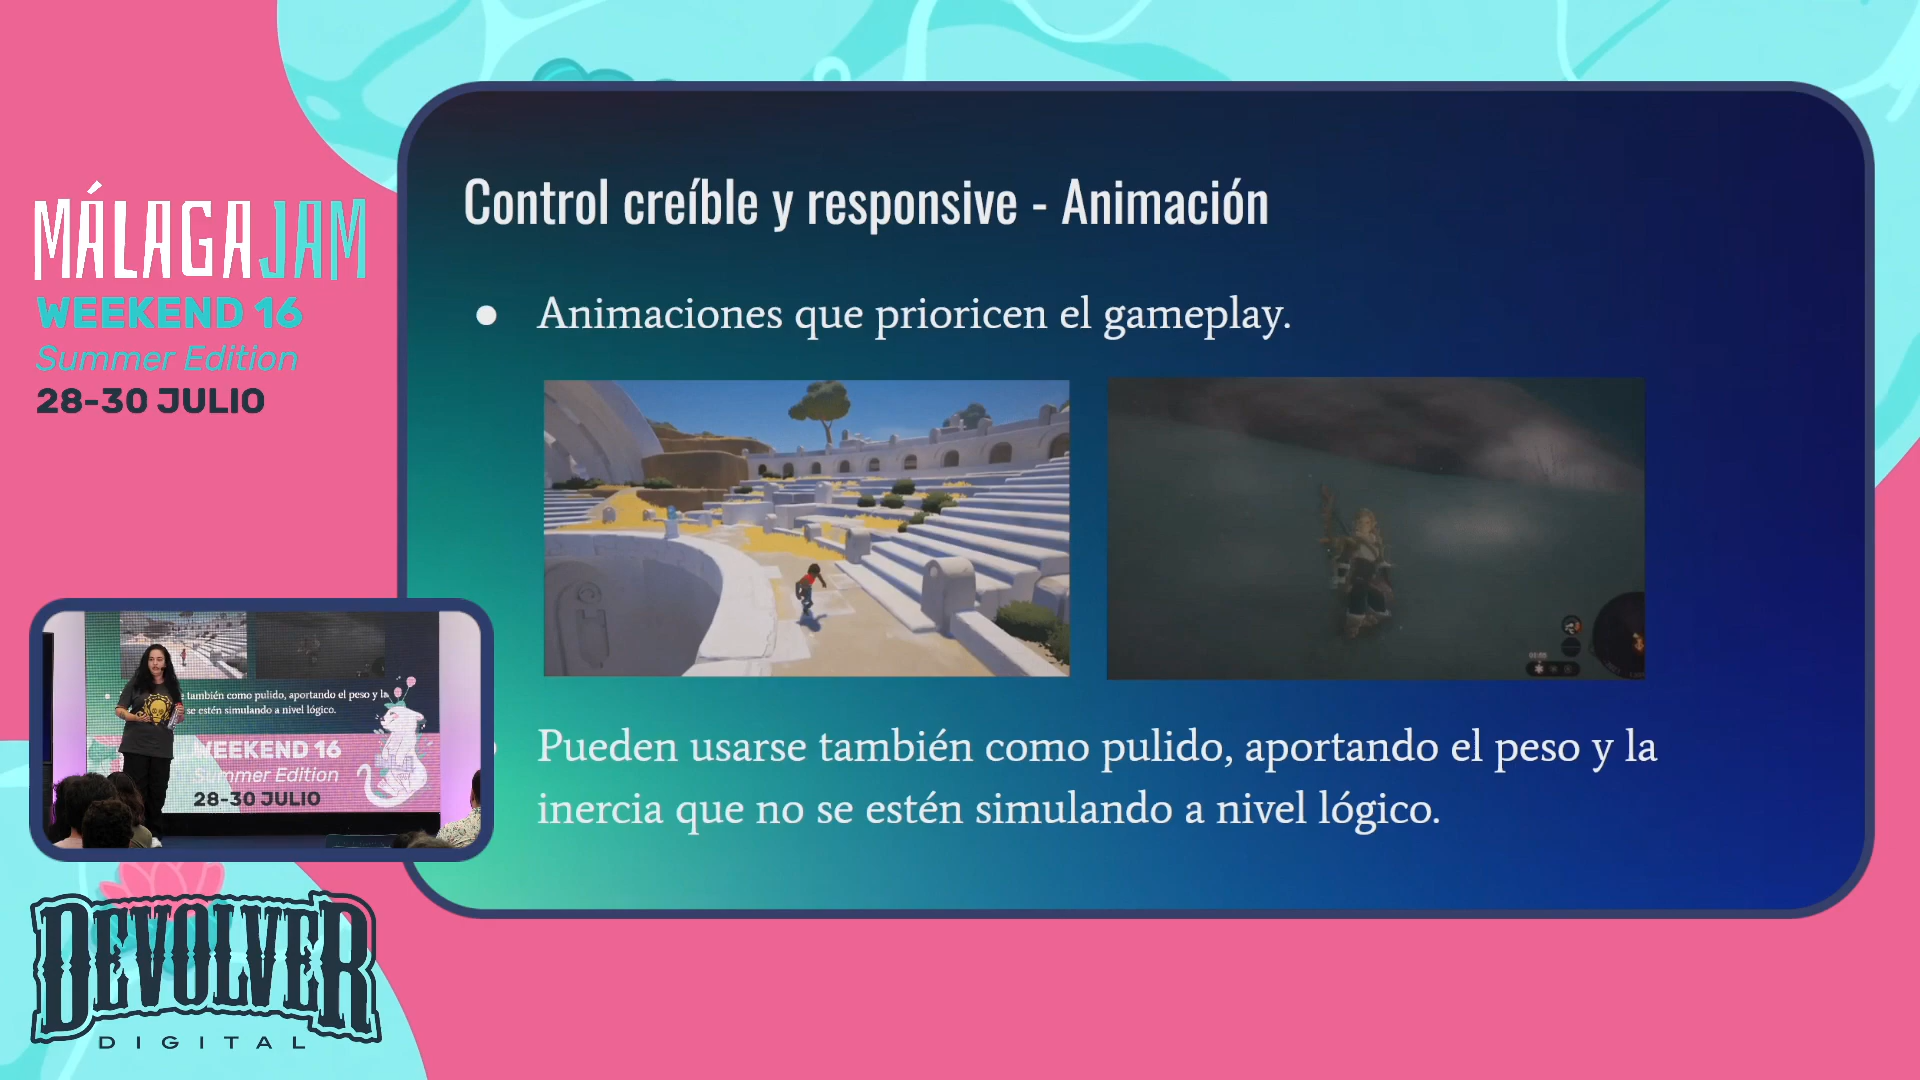 MÁLAGAJAM
WEEKEND 16
Summer Edition
28-30 JULIO
Control creíble y responsive - Animación
● Animaciones que prioricen el gameplay.
Pueden usarse también como pulido, aportando el peso y la
inercia que no se estén simulando a nivel lógico.
también como pulido, aportando el peso y la
se estén simulando a nivel lógico.
WEEKEND 16
Summer Edition
28-30 JULIO
DEVOLVER
DIGITAL